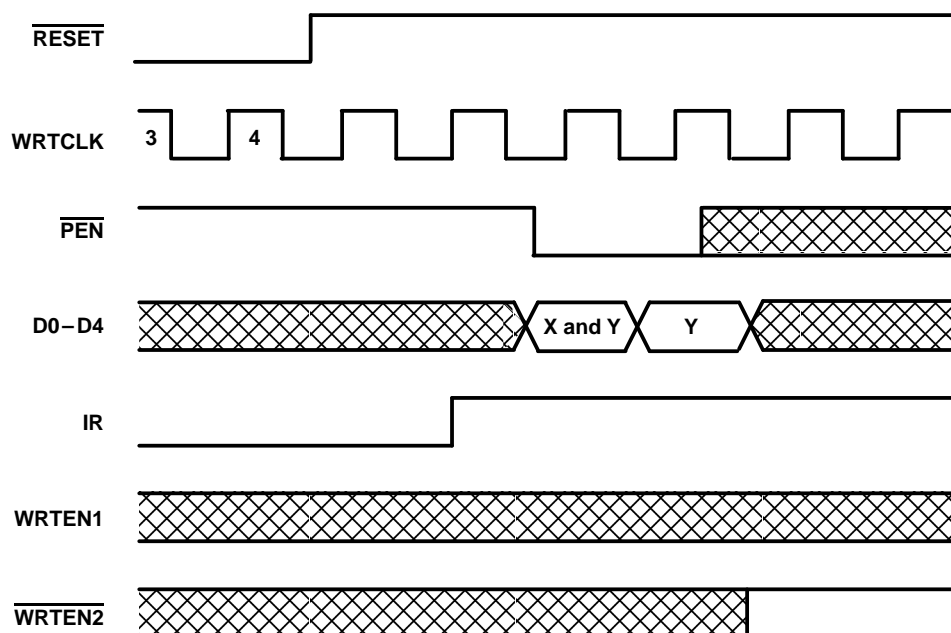 RESET
WRTCLK
3
4
PEN
D0–D4
X and Y
Y
IR
WRTEN1
WRTEN2